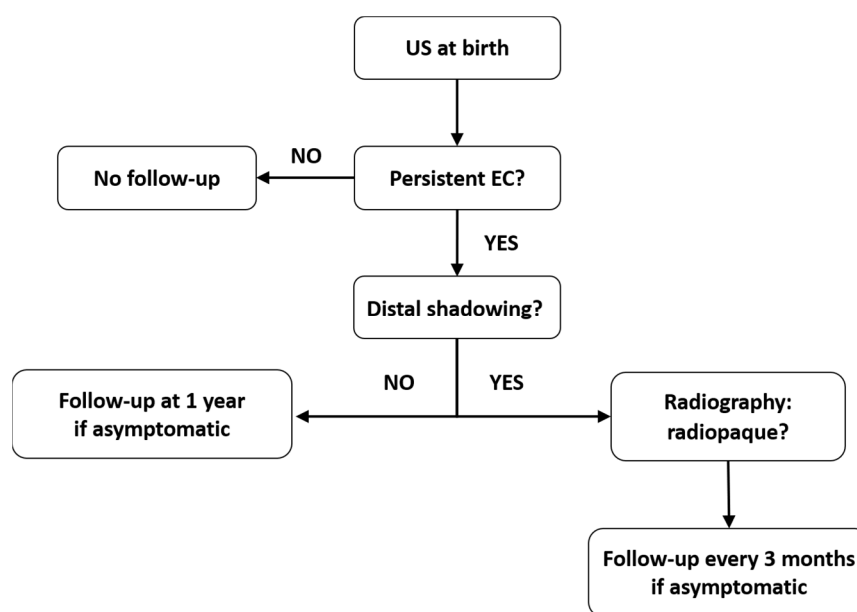 US at birth
NO
No follow-up
Persistent EC?
YES
Distal shadowing?
NO
YES
Follow-up at 1 year
if asymptomatic
Radiography:
radiopaque?
Follow-up every 3 months
if asymptomatic